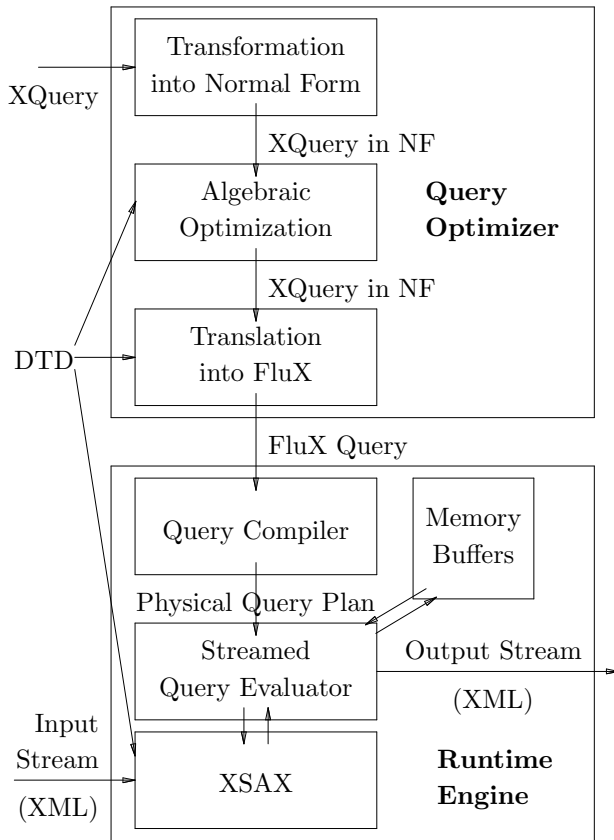 Transformation
into Normal Form
XQuery
XQuery in NF
Algebraic
Optimization
Query
Optimizer
XQuery in NF
Translation
into FluX
DTD
FluX Query
Query Compiler
Memory
Buffers
Physical Query Plan
Streamed
Query Evaluator
Output Stream
(XML)
Input
Stream
(XML)
XSAX
Runtime
Engine